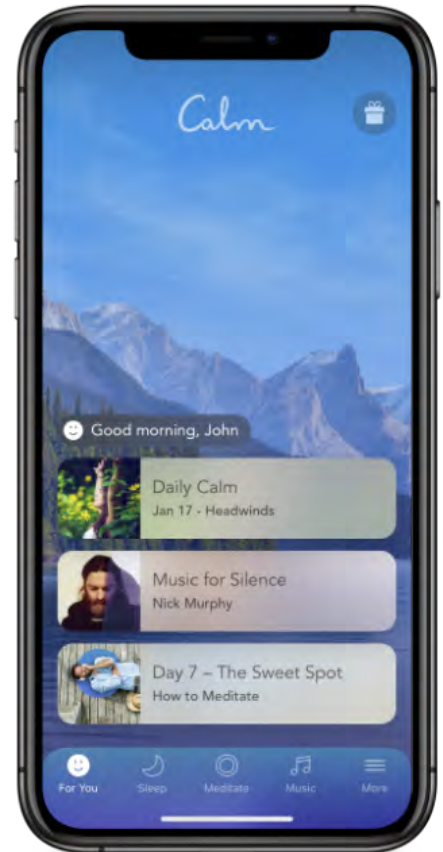 Calm
Good morning, John
Daily Calm
Jan 17 - Headwinds
Music for Silence
Nick Murphy
Day 7 – The Sweet Spot
How to Meditate
For You
Sleep
Meditate
Music
More